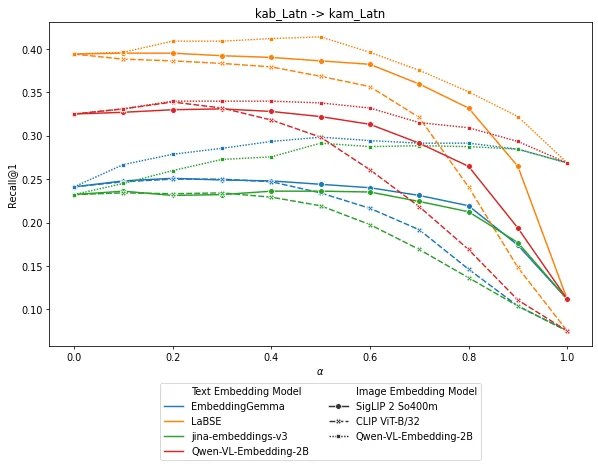 kab_Latn -> kam_Latn
Recall@1
0.40
0.35
0.30
0.25
0.20
0.15
0.10
0.0
0.2
0.4
0.6
0.8
1.0
α
Text Embedding Model
EmbeddingGemma
LaBSE
jina-embeddings-v3
Qwen-VL-Embedding-2B
Image Embedding Model
SigLIP 2 So400m
CLIP ViT-B/32
Qwen-VL-Embedding-2B